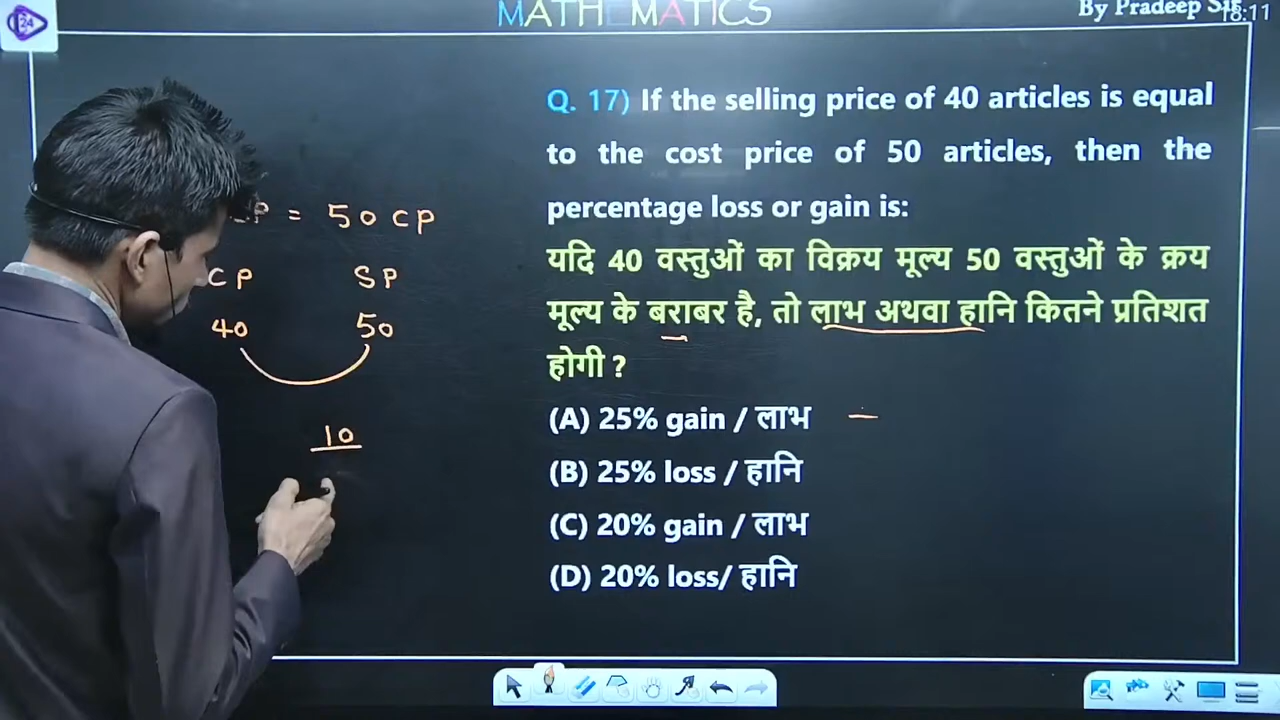 24
MATHEMATICS
By Pradeep Sir
18:11
Q. 17) If the selling price of 40 articles is equal
to the cost price of 50 articles, then the
percentage loss or gain is:
यदि 40 वस्तुओं का विक्रय मूल्य 50 वस्तुओं के क्रय
मूल्य के बराबर है, तो लाभ अथवा हानि कितने प्रतिशत
होगी ?
(A) 25% gain / लाभ
(B) 25% loss / हानि
(C) 20% gain / लाभ
(D) 20% loss/ हानि
= 50 CP
CP SP
40 50
10